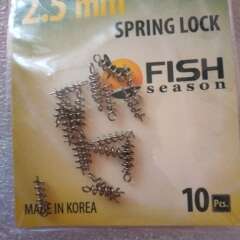 2.5 mm
SPRING LOCK
FISH
season
MADE IN KOREA
10 Pcs.